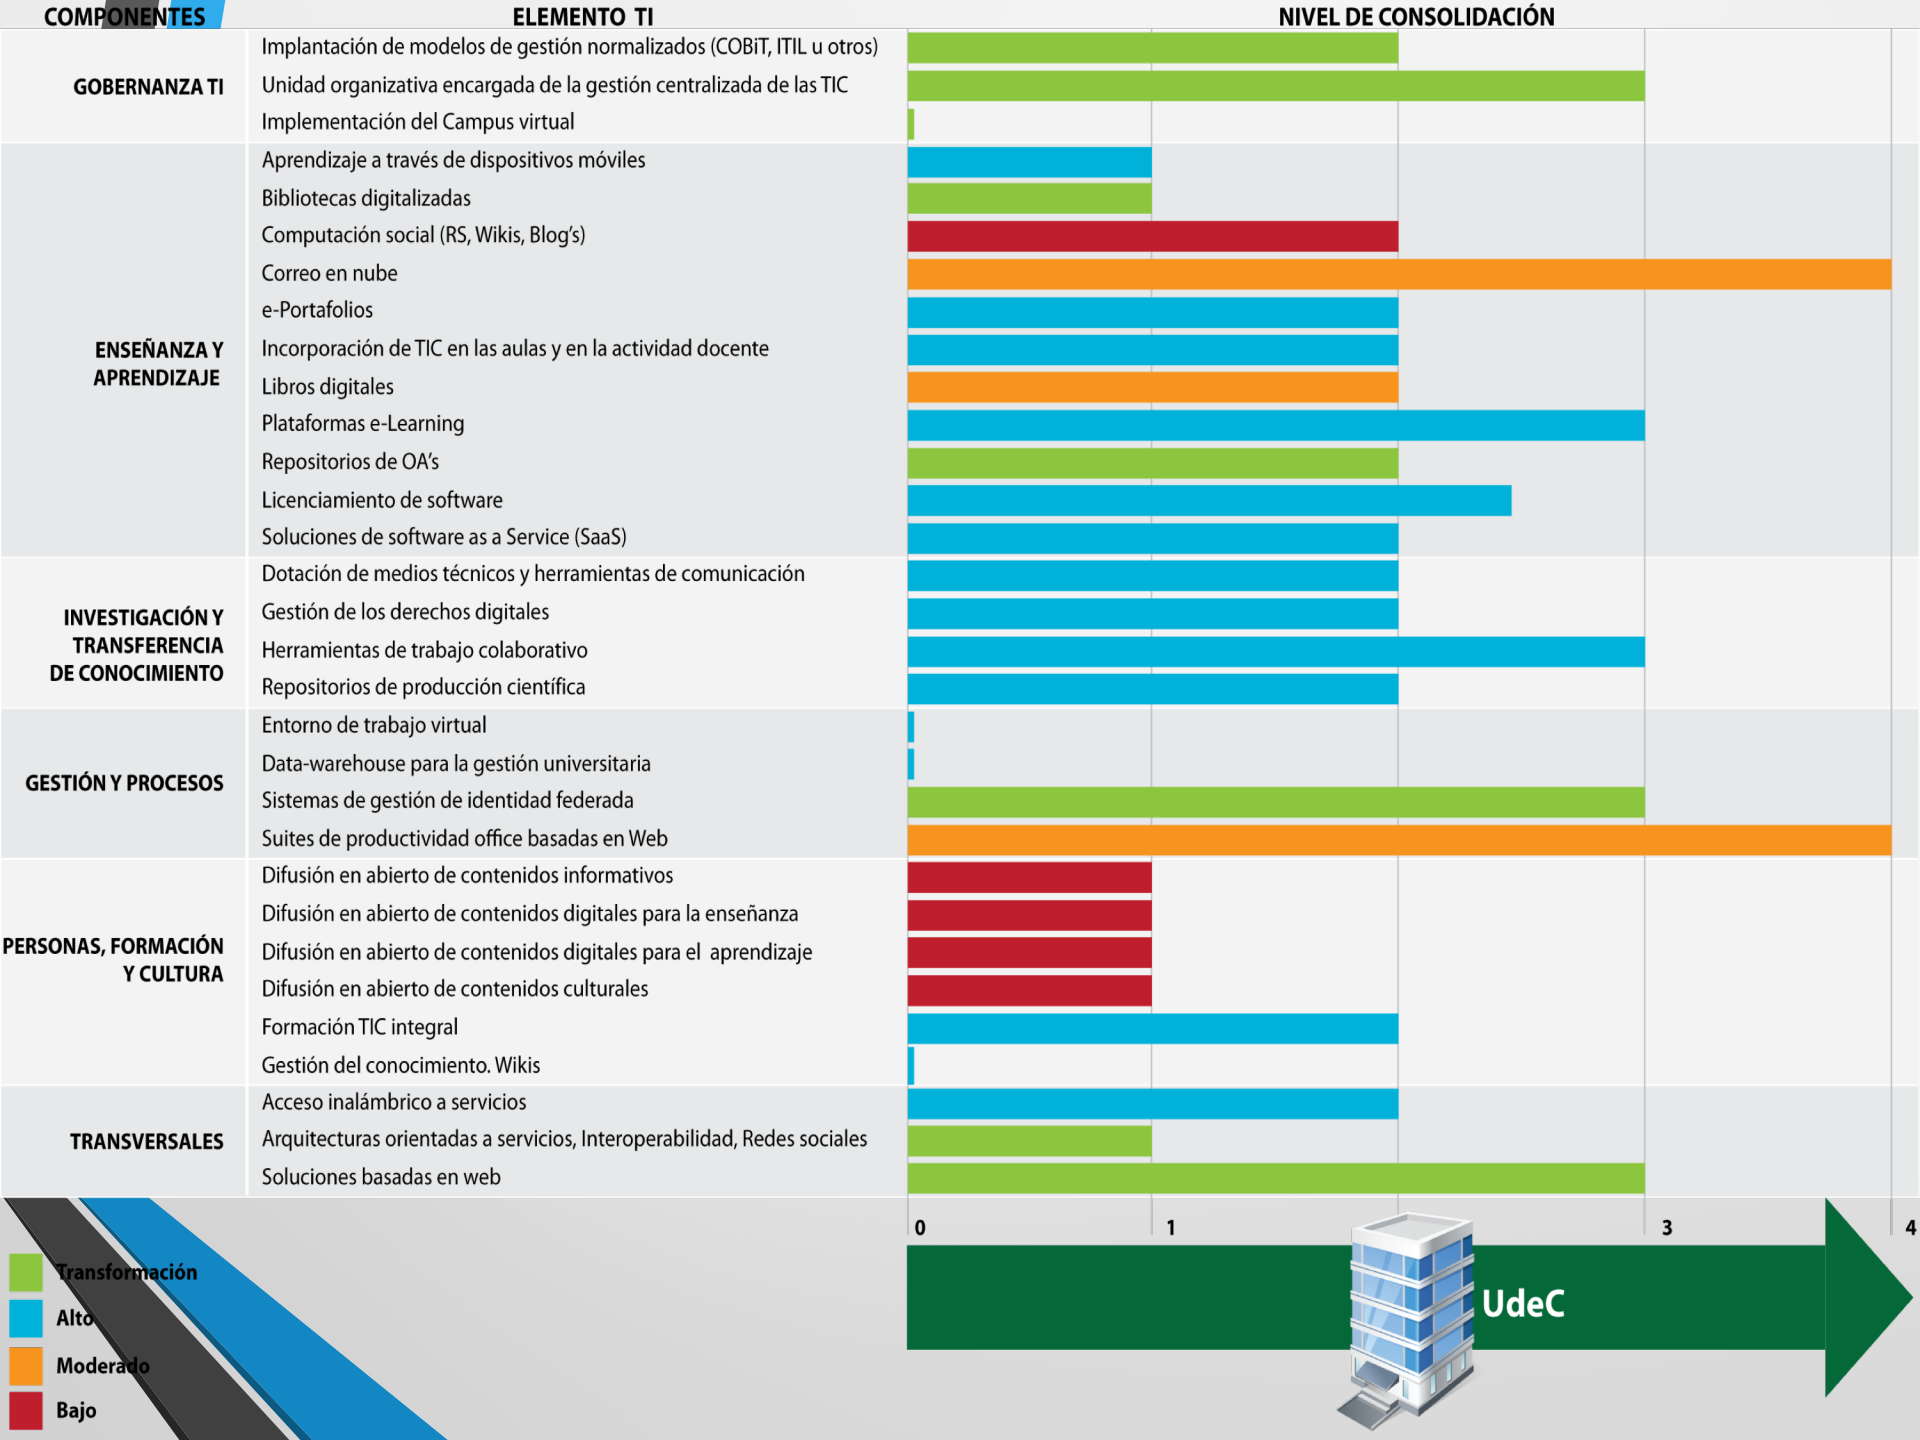 COMPONENTES ELEMENTO TI NIVEL DE CONSOLIDACIÓN
GOBERNANZA TI
Implantación de modelos de gestión normalizados (COBiT, ITIL u otros)
Unidad organizativa encargada de la gestión centralizada de las TIC
Implementación del Campus virtual
ENSEÑANZA Y
APRENDIZAJE
Aprendizaje a través de dispositivos móviles
Bibliotecas digitalizadas
Computación social (RS, Wikis, Blog's)
Correo en nube
e-Portafolios
Incorporación de TIC en las aulas y en la actividad docente
Libros digitales
Plataformas e-Learning
Repositorios de OA's
Licenciamiento de software
Soluciones de software as a Service (SaaS)
INVESTIGACIÓN Y
TRANSFERENCIA
DE CONOCIMIENTO
Dotación de medios técnicos y herramientas de comunicación
Gestión de los derechos digitales
Herramientas de trabajo colaborativo
Repositorios de producción científica
GESTIÓN Y PROCESOS
Entorno de trabajo virtual
Data-warehouse para la gestión universitaria
Sistemas de gestión de identidad federada
Suites de productividad office basadas en Web
PERSONAS, FORMACIÓN
Y CULTURA
Difusión en abierto de contenidos informativos
Difusión en abierto de contenidos digitales para la enseñanza
Difusión en abierto de contenidos digitales para el aprendizaje
Difusión en abierto de contenidos culturales
Formación TIC integral
Gestión del conocimiento. Wikis
TRANSVERSALES
Acceso inalámbrico a servicios
Arquitecturas orientadas a servicios, Interoperabilidad, Redes sociales
Soluciones basadas en web
0 1 3 4
UdeC
Transformación
Alto
Moderado
Bajo